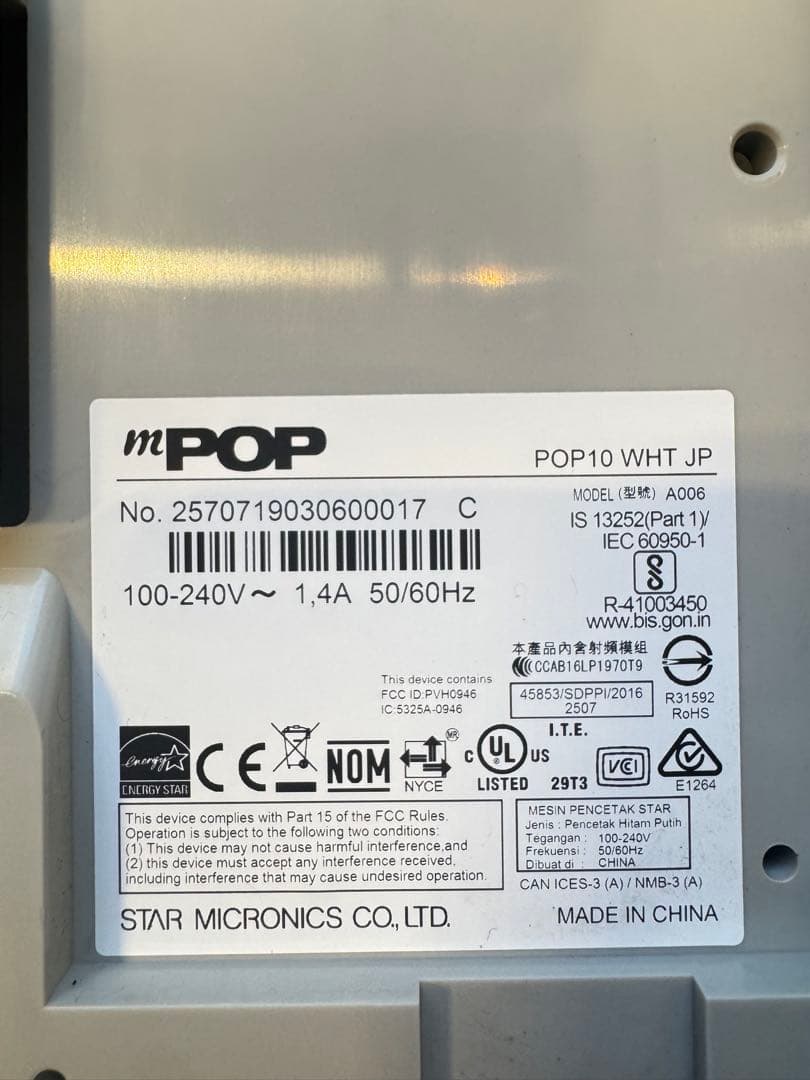 mPOP
POP10 WHT JP
No. 2570719030600017 C
MODEL (型號) A006
IS 13252(Part 1)/
IEC 60950-1
100-240V～ 1,4A 50/60Hz
R-41003450
www.bis.gon.in
本產品內含射頻模組
CCAB16LP1970T9
This device contains
FCC ID:PVH0946
IC:5325A-0946
45853/SDPPI/2016
2507
R31592
RoHS
energy
ENERGY STAR
CE
NOM
MR
NYCE
I.T.E.
C UL US
LISTED 29T3
VCI
E1264
This device complies with Part 15 of the FCC Rules.
Operation is subject to the following two conditions:
(1) This device may not cause harmful interference,and
(2) this device must accept any interference received,
including interference that may cause undesired operation.
MESIN PENCETAK STAR
Jenis : Pencetak Hitam Putih
Tegangan : 100-240V
Frekuensi : 50/60Hz
Dibuat di : CHINA
CAN ICES-3 (A) / NMB-3 (A)
STAR MICRONICS CO., LTD.
MADE IN CHINA